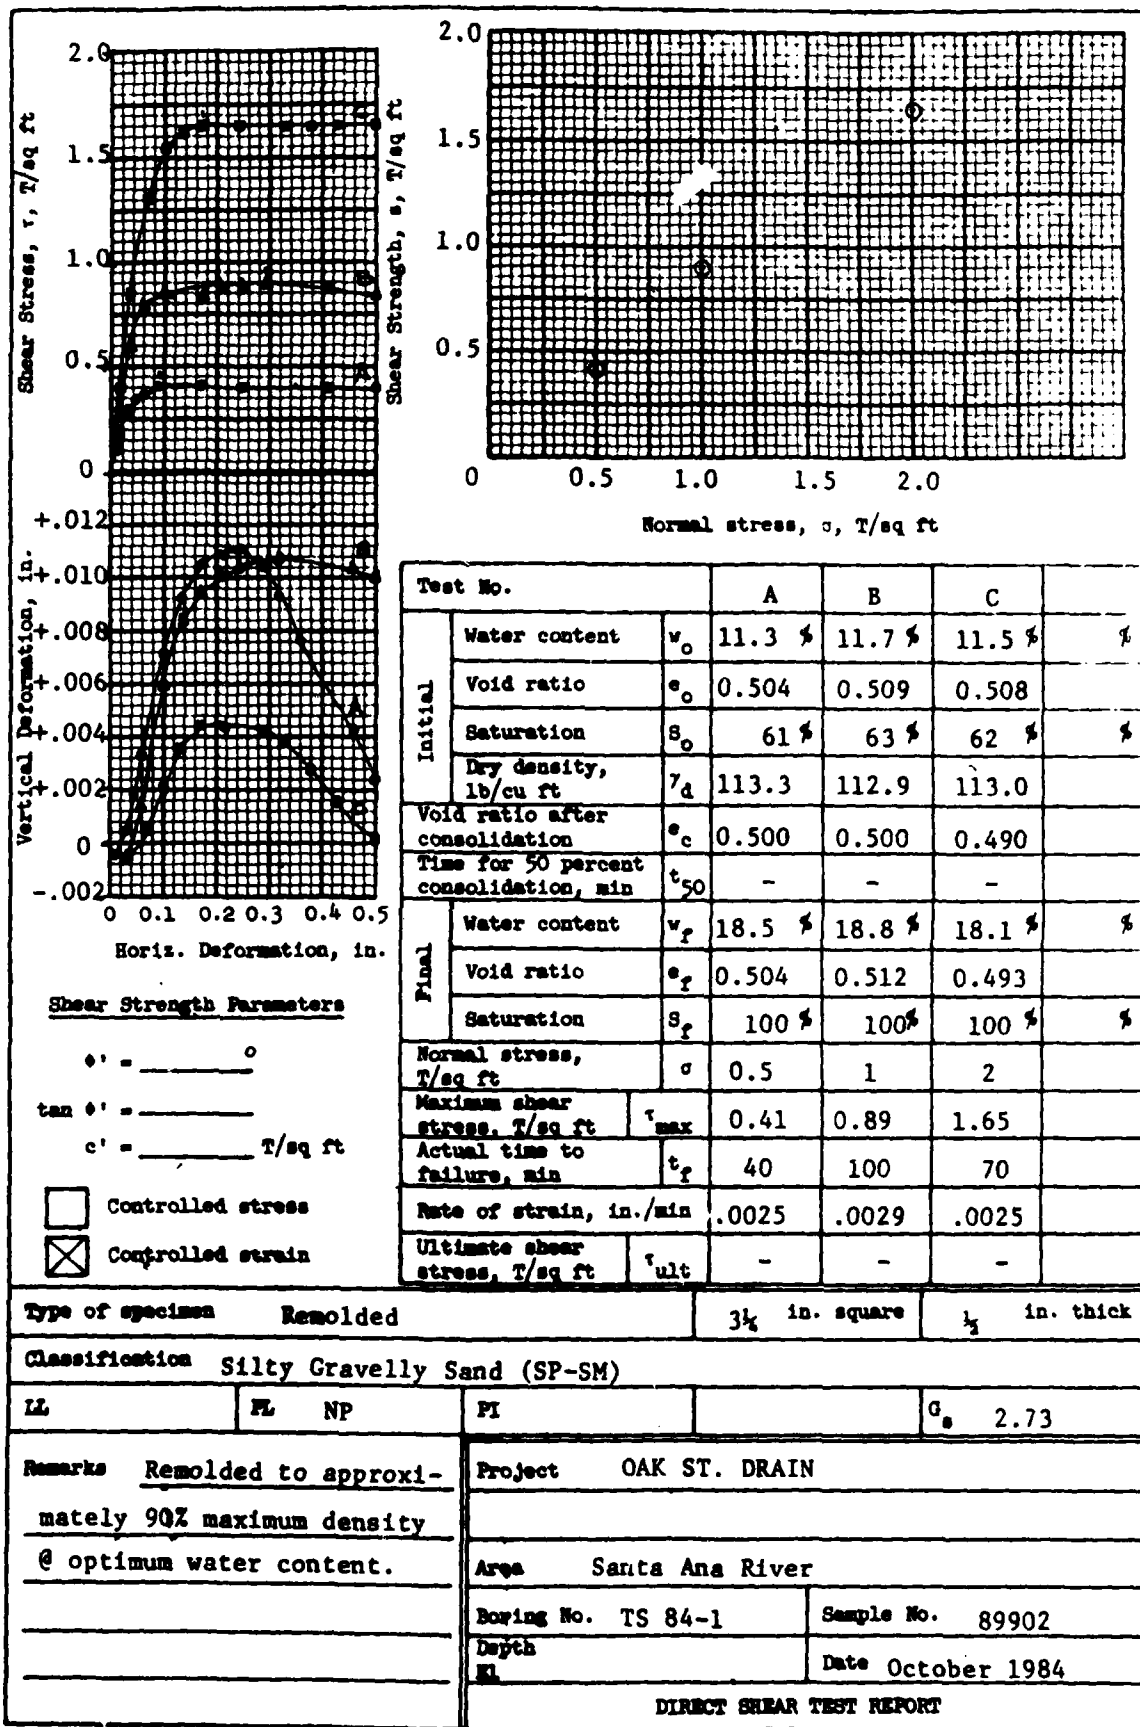 2.0
1.5
1.0
0.5
0
Shear Stress, τ, T/sq ft
C
B
A
+.012
+.010
+.008
+.006
+.004
+.002
0
-.002
Vertical Deformation, in.
B
A
C
0 0.1 0.2 0.3 0.4 0.5
Horiz. Deformation, in.
2.0
1.5
1.0
0.5
Shear Strength, s, T/sq ft
0 0.5 1.0 1.5 2.0
Normal stress, σ, T/sq ft
Shear Strength Parameters
φ' = ______ °
tan φ' = ______
c' = ______ T/sq ft
Controlled stress
Controlled strain
Test No. A B C
Initial
Water content w₀ 11.3 % 11.7 % 11.5 % %
Void ratio e₀ 0.504 0.509 0.508
Saturation S₀ 61 % 63 % 62 % %
Dry density, lb/cu ft γd 113.3 112.9 113.0
Void ratio after consolidation ec 0.500 0.500 0.490
Time for 50 percent consolidation, min t50 - - -
Final
Water content wf 18.5 % 18.8 % 18.1 % %
Void ratio ef 0.504 0.512 0.493
Saturation Sf 100 % 100% 100 % %
Normal stress, T/sq ft σ 0.5 1 2
Maximum shear stress, T/sq ft τmax 0.41 0.89 1.65
Actual time to failure, min tf 40 100 70
Rate of strain, in./min .0025 .0029 .0025
Ultimate shear stress, T/sq ft τult - - -
Type of specimen Remolded 3¼ in. square ½ in. thick
Classification Silty Gravelly Sand (SP-SM)
LL PL NP PI Gs 2.73
Remarks Remolded to approxi-
mately 90% maximum density
@ optimum water content.
Project OAK ST. DRAIN
Area Santa Ana River
Boring No. TS 84-1 Sample No. 89902
Depth
El
Date October 1984
DIRECT SHEAR TEST REPORT